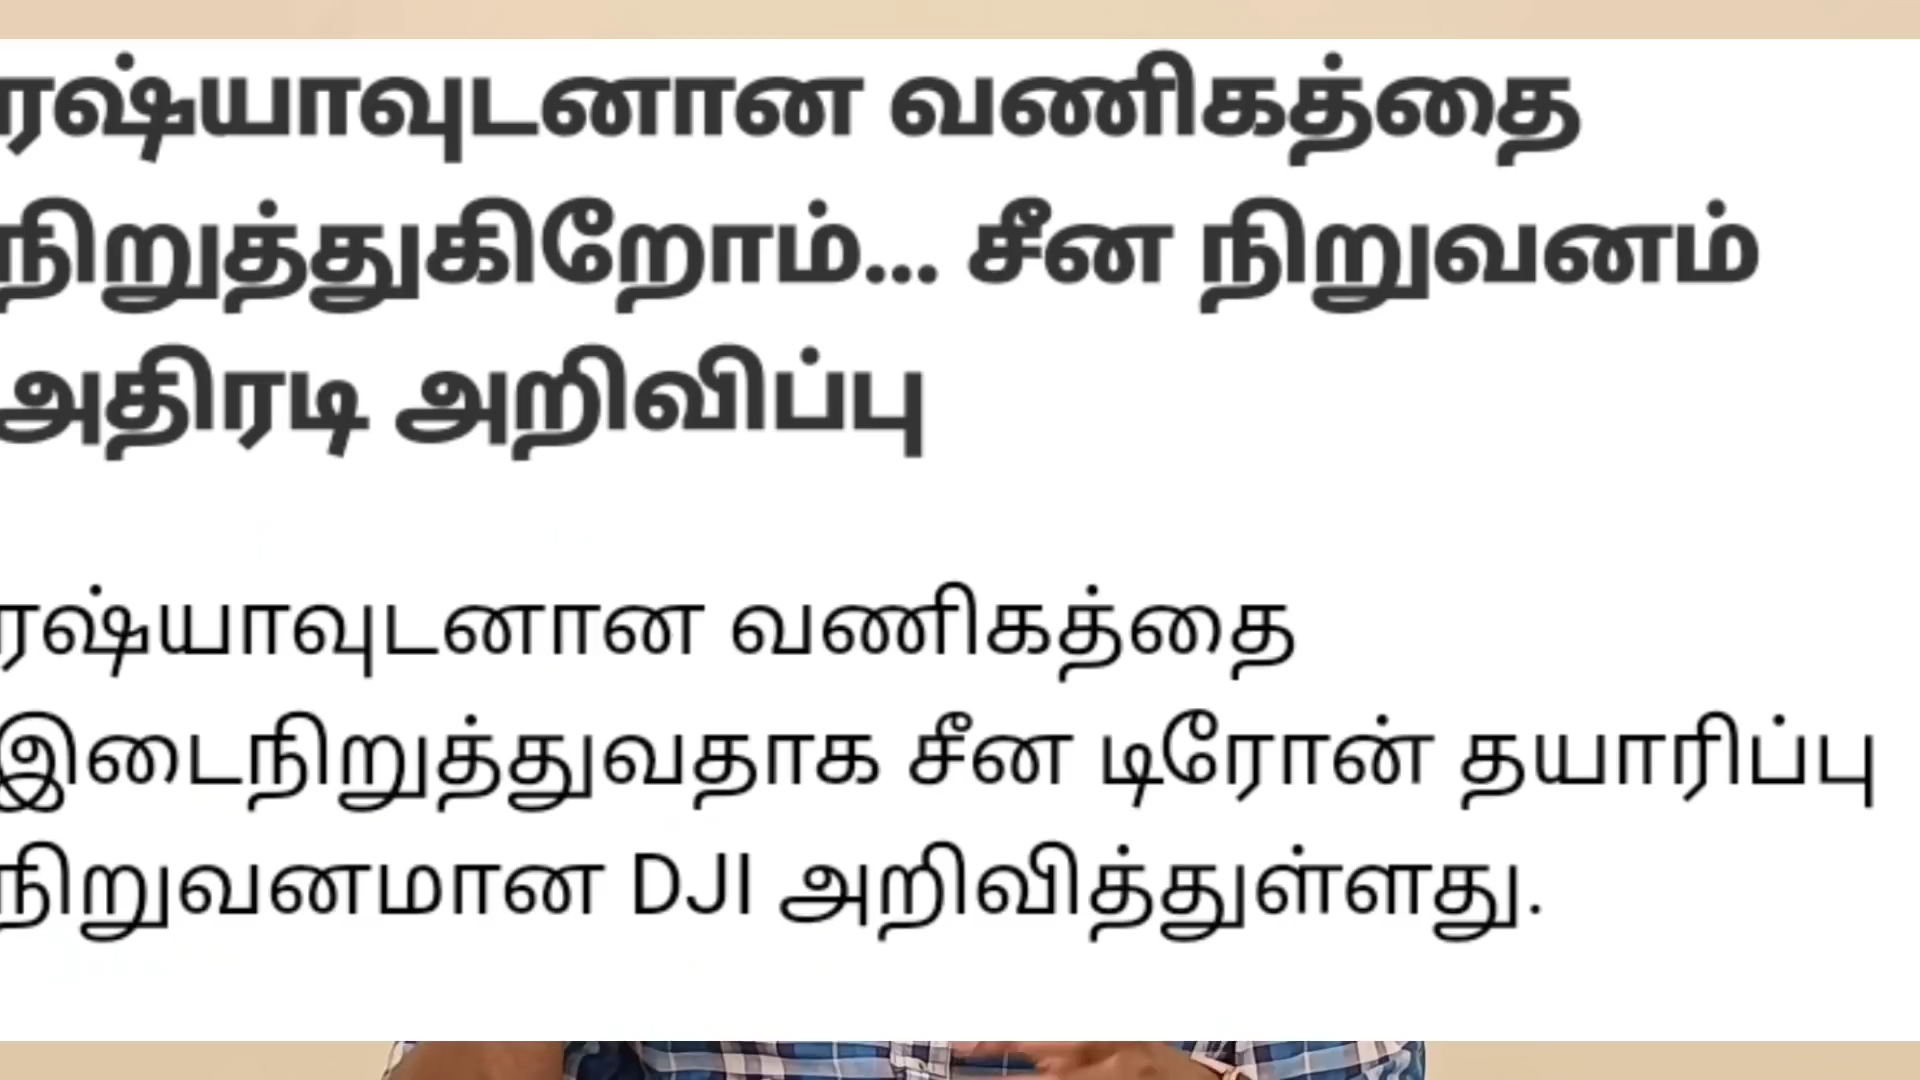 ரஷ்யாவுடனான வணிகத்தை
நிறுத்துகிறோம்... சீன நிறுவனம்
அதிரடி அறிவிப்பு
ரஷ்யாவுடனான வணிகத்தை
இடைநிறுத்துவதாக சீன டிரோன் தயாரிப்பு
நிறுவனமான DJI அறிவித்துள்ளது.